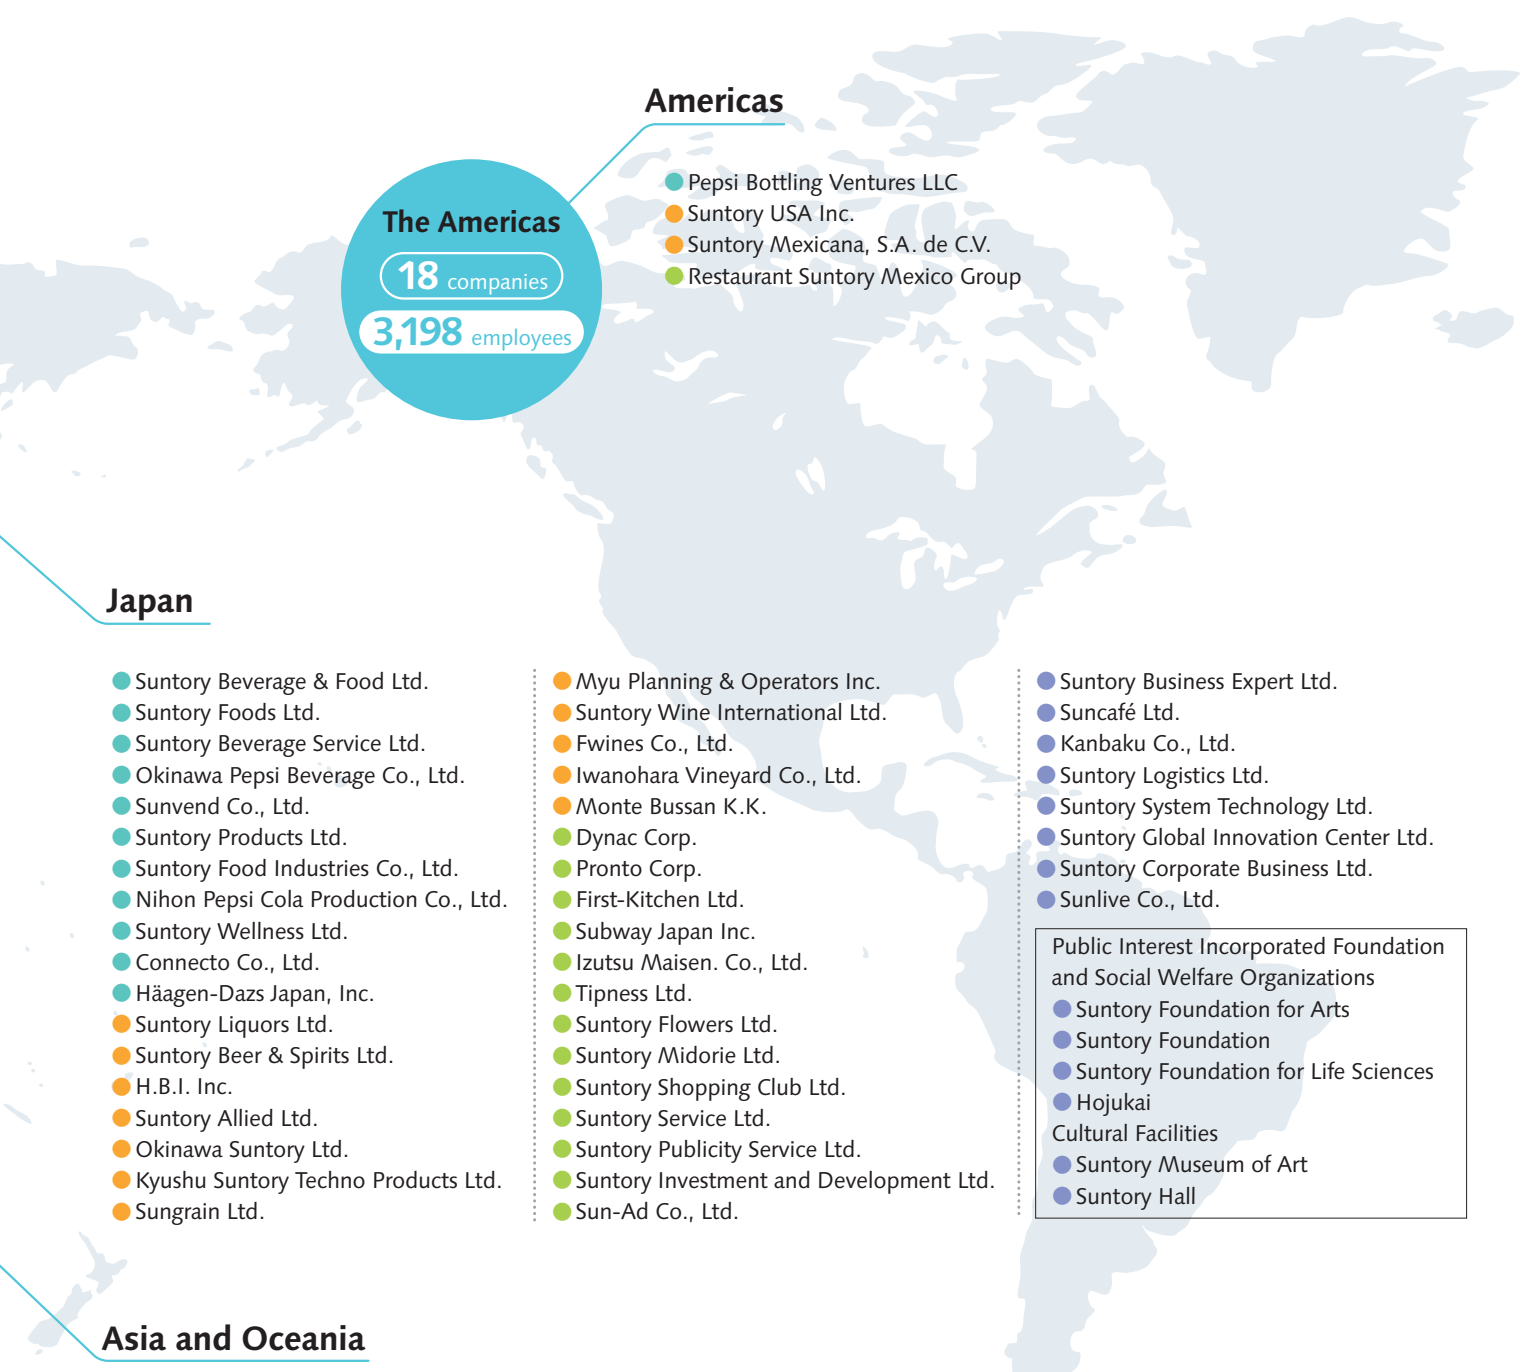 Americas
The Americas
18 companies
3,198 employees
Pepsi Bottling Ventures LLC
Suntory USA Inc.
Suntory Mexicana, S.A. de C.V.
Restaurant Suntory Mexico Group
Japan
Suntory Beverage & Food Ltd.
Suntory Foods Ltd.
Suntory Beverage Service Ltd.
Okinawa Pepsi Beverage Co., Ltd.
Sunvend Co., Ltd.
Suntory Products Ltd.
Suntory Food Industries Co., Ltd.
Nihon Pepsi Cola Production Co., Ltd.
Suntory Wellness Ltd.
Connecto Co., Ltd.
Häagen-Dazs Japan, Inc.
Suntory Liquors Ltd.
Suntory Beer & Spirits Ltd.
H.B.I. Inc.
Suntory Allied Ltd.
Okinawa Suntory Ltd.
Kyushu Suntory Techno Products Ltd.
Sungrain Ltd.
Myu Planning & Operators Inc.
Suntory Wine International Ltd.
Fwines Co., Ltd.
Iwanohara Vineyard Co., Ltd.
Monte Bussan K.K.
Dynac Corp.
Pronto Corp.
First-Kitchen Ltd.
Subway Japan Inc.
Izutsu Maisen. Co., Ltd.
Tipness Ltd.
Suntory Flowers Ltd.
Suntory Midorie Ltd.
Suntory Shopping Club Ltd.
Suntory Service Ltd.
Suntory Publicity Service Ltd.
Suntory Investment and Development Ltd.
Sun-Ad Co., Ltd.
Suntory Business Expert Ltd.
Suncafé Ltd.
Kanbaku Co., Ltd.
Suntory Logistics Ltd.
Suntory System Technology Ltd.
Suntory Global Innovation Center Ltd.
Suntory Corporate Business Ltd.
Sunlive Co., Ltd.
Public Interest Incorporated Foundation
and Social Welfare Organizations
Suntory Foundation for Arts
Suntory Foundation
Suntory Foundation for Life Sciences
Hojukai
Cultural Facilities
Suntory Museum of Art
Suntory Hall
Asia and Oceania